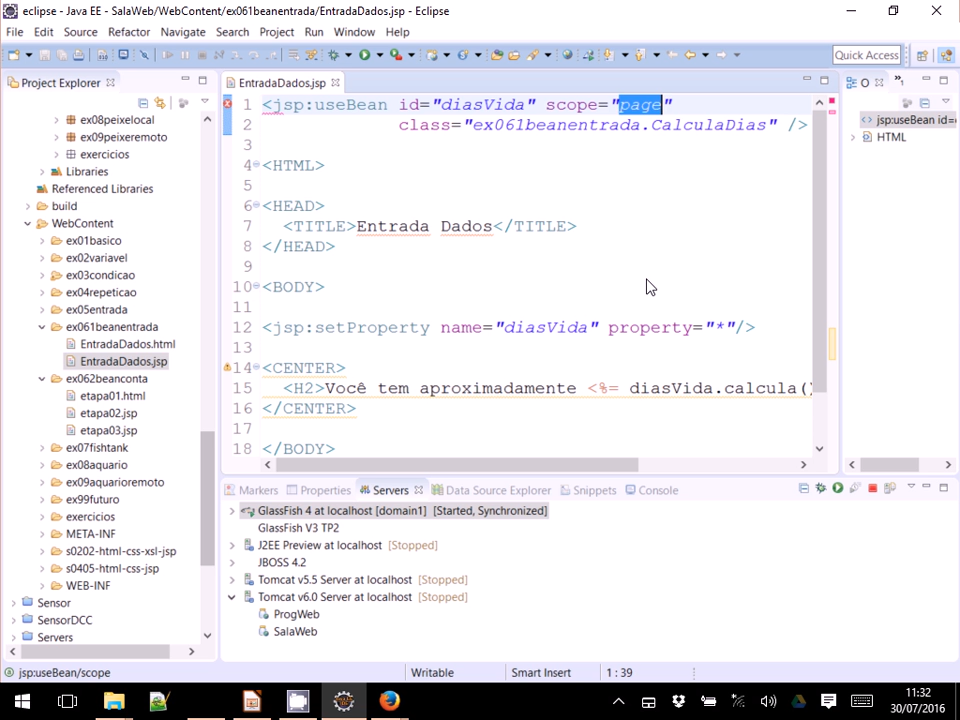 eclipse - Java EE - SalaWeb/WebContent/ex061beanentrada/EntradaDados.jsp - Eclipse
File Edit Source Refactor Navigate Search Project Run Window Help
Quick Access
Project Explorer
ex08peixelocal
ex09peixeremoto
exercicios
Libraries
Referenced Libraries
build
WebContent
ex01basico
ex02variavel
ex03condicao
ex04repeticao
ex05entrada
ex061beanentrada
EntradaDados.html
EntradaDados.jsp
ex062beanconta
etapa01.html
etapa02.jsp
etapa03.jsp
ex07fishtank
ex08aquario
ex09aquarioremoto
ex99futuro
exercicios
META-INF
s0202-html-css-xsl-jsp
s0405-html-css-jsp
WEB-INF
Sensor
SensorDCC
Servers
EntradaDados.jsp
1 <jsp:useBean id="diasVida" scope="page"
2 class="ex061beanentrada.CalculaDias" />
3
4 <HTML>
5
6 <HEAD>
7 <TITLE>Entrada Dados</TITLE>
8 </HEAD>
9
10 <BODY>
11
12 <jsp:setProperty name="diasVida" property="*"/>
13
14 <CENTER>
15 <H2>Você tem aproximadamente <%= diasVida.calcula()
16 </CENTER>
17
18 </BODY>
O
»1
jsp:useBean id=
HTML
Markers Properties Servers Data Source Explorer Snippets Console
GlassFish 4 at localhost [domain1] [Started, Synchronized]
GlassFish V3 TP2
J2EE Preview at localhost [Stopped]
JBOSS 4.2
Tomcat v5.5 Server at localhost [Stopped]
Tomcat v6.0 Server at localhost [Stopped]
ProgWeb
SalaWeb
jsp:useBean/scope Writable Smart Insert 1 : 39
11:32
30/07/2016